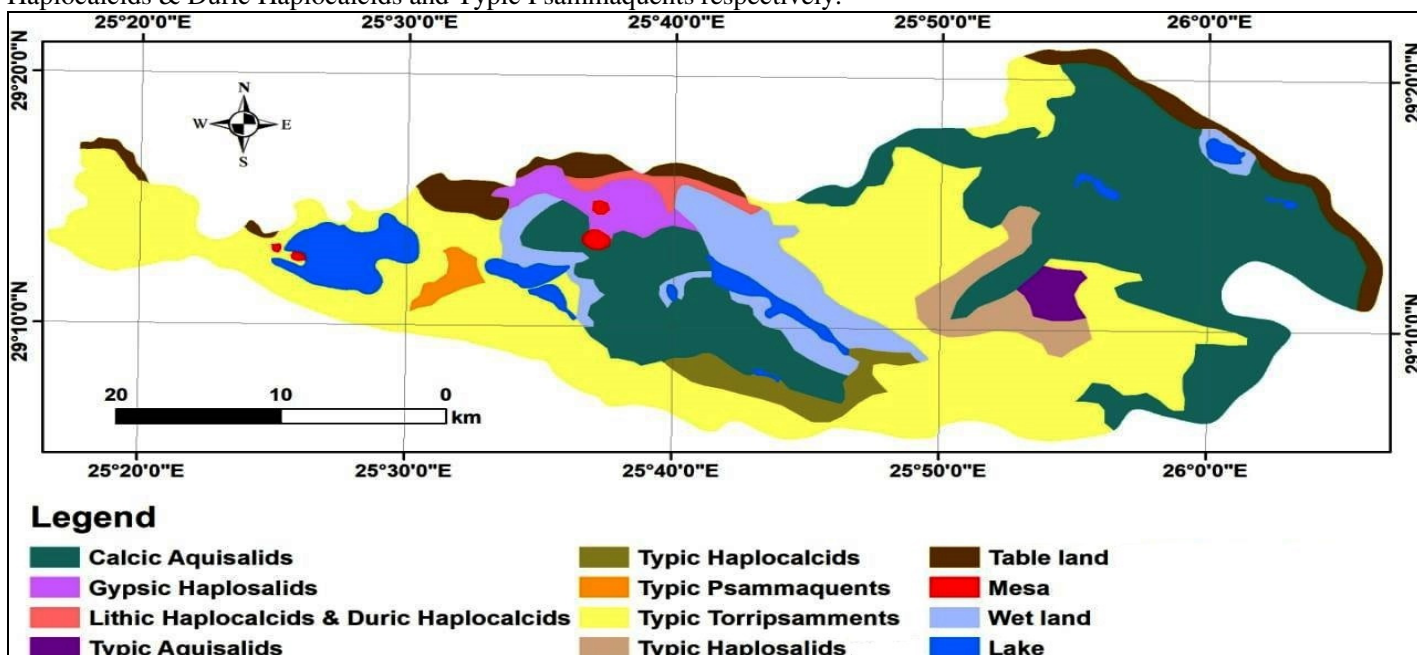 Haplocalcids & Duric Haplocalcids and Typic Psammaquents respectively.
25°20'0"E 25°30'0"E 25°40'0"E 25°50'0"E 26°0'0"E
29°20'0"N
29°20'0"N
N
W E
S
29°10'0"N
29°10'0"N
20 10 0
km
25°20'0"E 25°30'0"E 25°40'0"E 25°50'0"E 26°0'0"E
Legend
Calcic Aquisalids
Gypsic Haplosalids
Lithic Haplocalcids & Duric Haplocalcids
Typic Aquisalids
Typic Haplocalcids
Typic Psammaquents
Typic Torripsamments
Typic Haplosalids
Table land
Mesa
Wet land
Lake